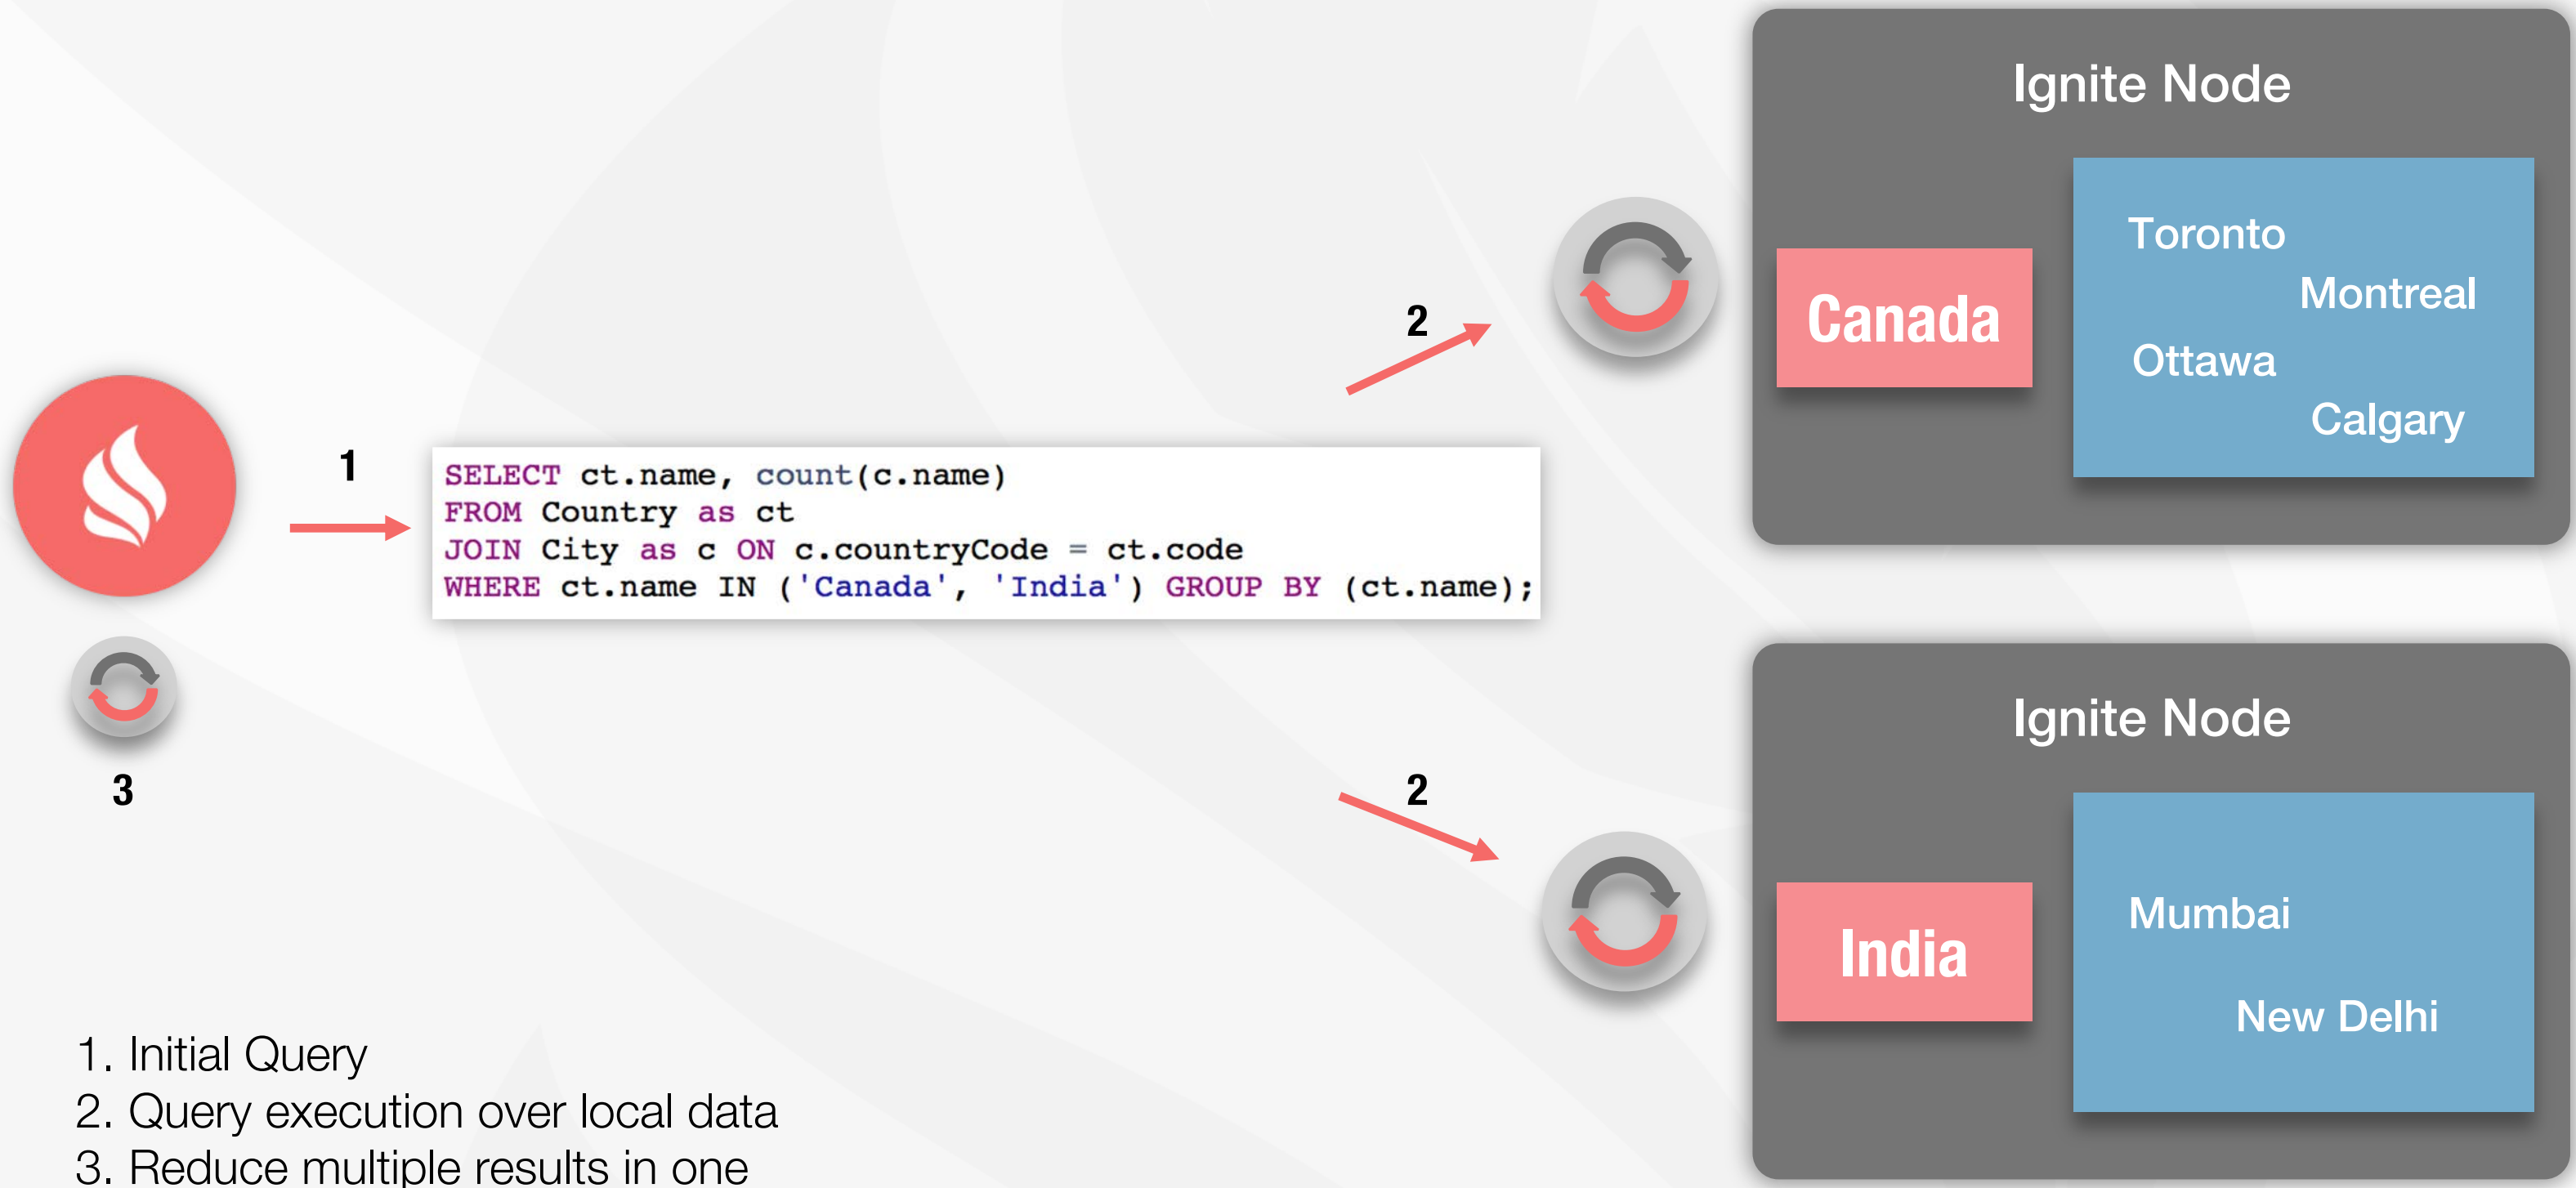 Ignite Node
Toronto
Montreal
Canada
Ottawa
Calgary
2
1
SELECT ct.name, count(c.name)
FROM Country as ct
JOIN City as c ON c.countryCode = ct.code
WHERE ct.name IN ('Canada', 'India') GROUP BY (ct.name);
3
2
Ignite Node
Mumbai
India
New Delhi
1. Initial Query
2. Query execution over local data
3. Reduce multiple results in one